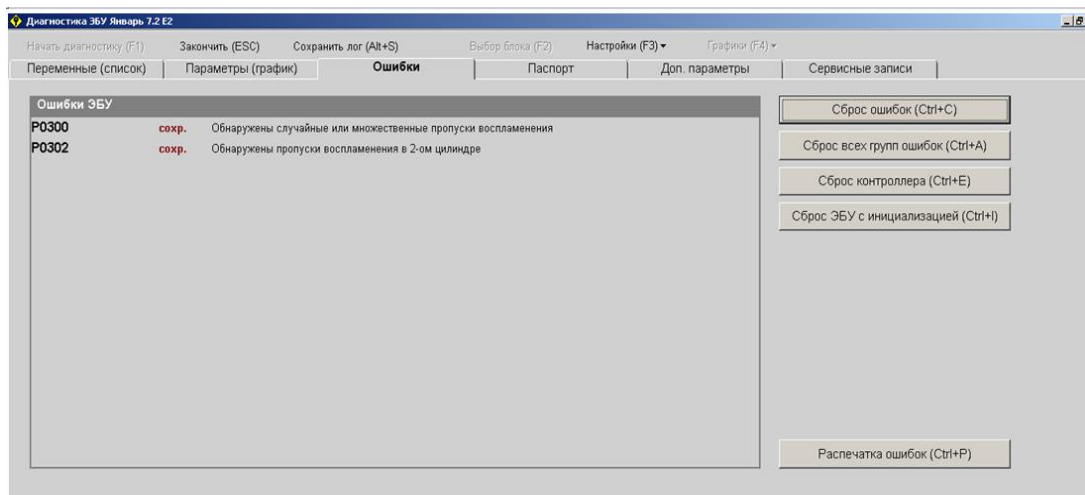 Диагностика ЭБУ Январь 7.2 E2
Начать диагностику (F1) Закончить (ESC) Сохранить лог (Alt+S) Выбор блока (F2) Настройки (F3) Графики (F4)
Переменные (список) Параметры (график) Ошибки Паспорт Доп. параметры Сервисные записи
Ошибки ЭБУ
P0300 сохр. Обнаружены случайные или множественные пропуски воспламенения
P0302 сохр. Обнаружены пропуски воспламенения в 2-ом цилиндре
Сброс ошибок (Ctrl+C)
Сброс всех групп ошибок (Ctrl+A)
Сброс контроллера (Ctrl+E)
Сброс ЭБУ с инициализацией (Ctrl+I)
Распечатка ошибок (Ctrl+P)